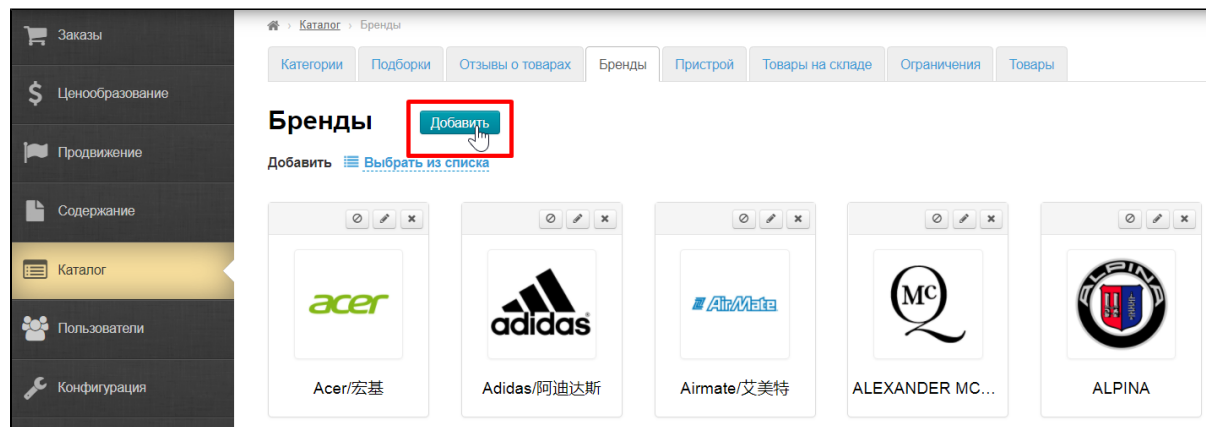 Заказы
Ценообразование
Продвижение
Содержание
Каталог
Пользователи
Конфигурация
Каталог › Бренды
Категории Подборки Отзывы о товарах Бренды Пристрой Товары на складе Ограничения Товары
Бренды Добавить
Добавить Выбрать из списка
acer
adidas
AirMate
McQ
ALPINA
Acer/宏基
Adidas/阿迪达斯
Airmate/艾美特
ALEXANDER MC...
ALPINA